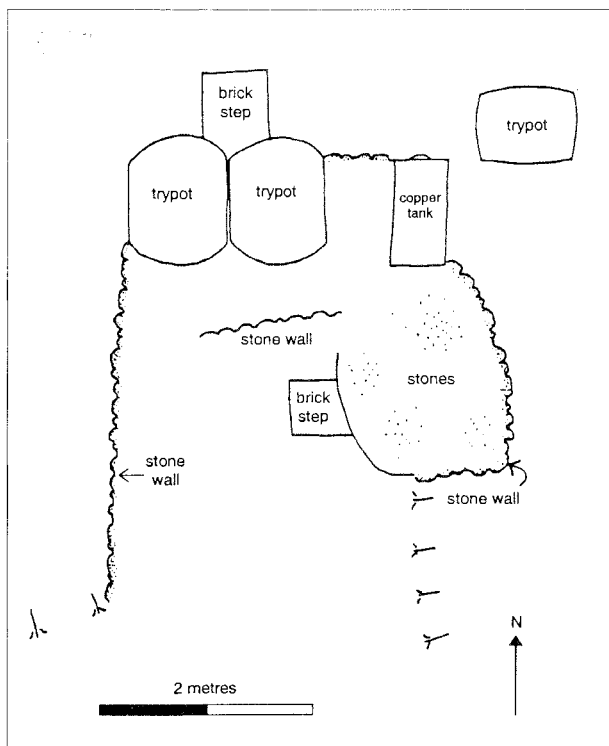 brick
step
trypot
trypot
trypot
copper
tank
stone wall
stones
brick
step
stone
wall
stone wall
N
2 metres